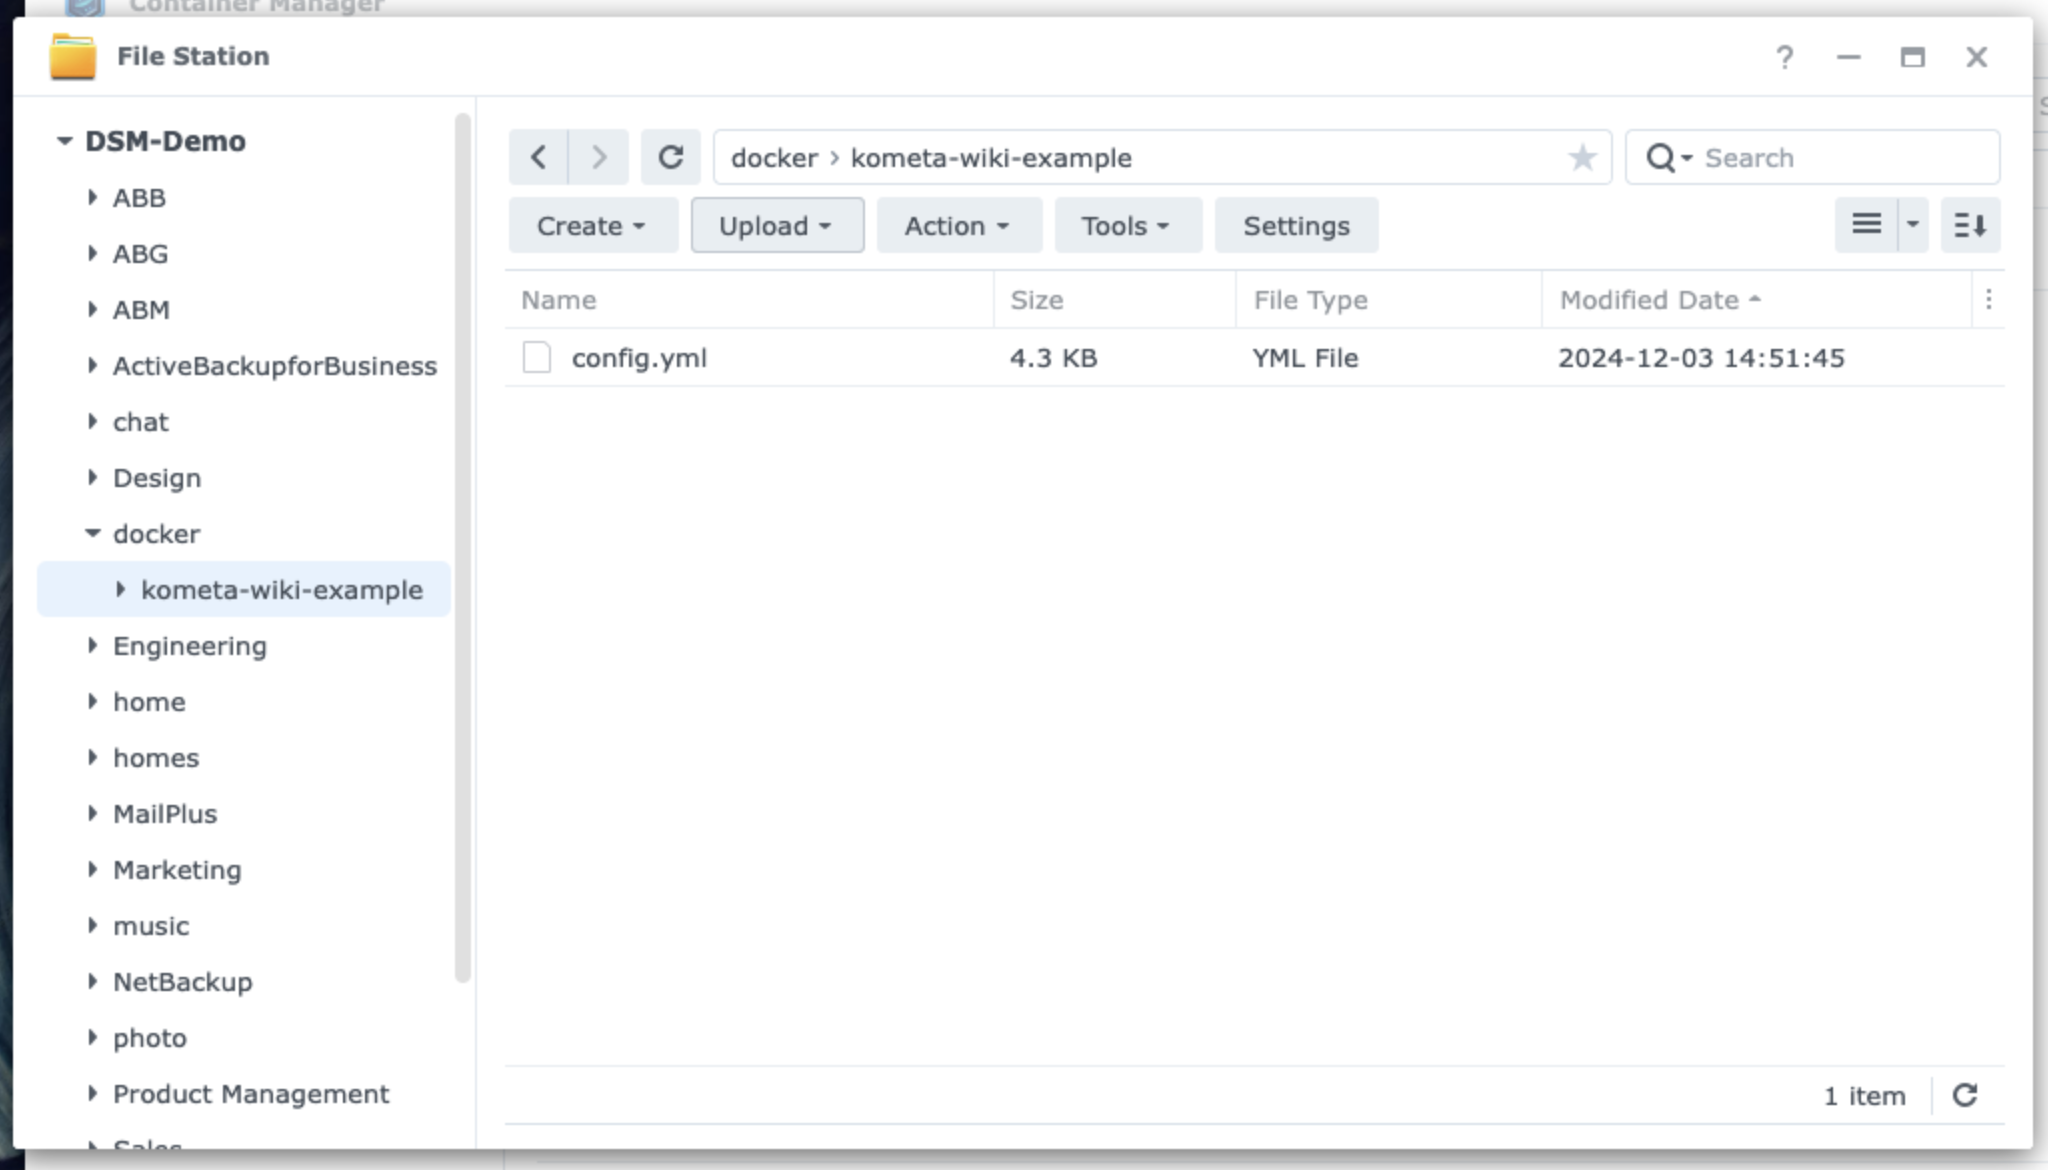 Container Manager
File Station
?
DSM-Demo
ABB
ABG
ABM
ActiveBackupforBusiness
chat
Design
docker
kometa-wiki-example
Engineering
home
homes
MailPlus
Marketing
music
NetBackup
photo
Product Management
Sales
docker > kometa-wiki-example
Search
Create
Upload
Action
Tools
Settings
Name Size File Type Modified Date
config.yml 4.3 KB YML File 2024-12-03 14:51:45
1 item